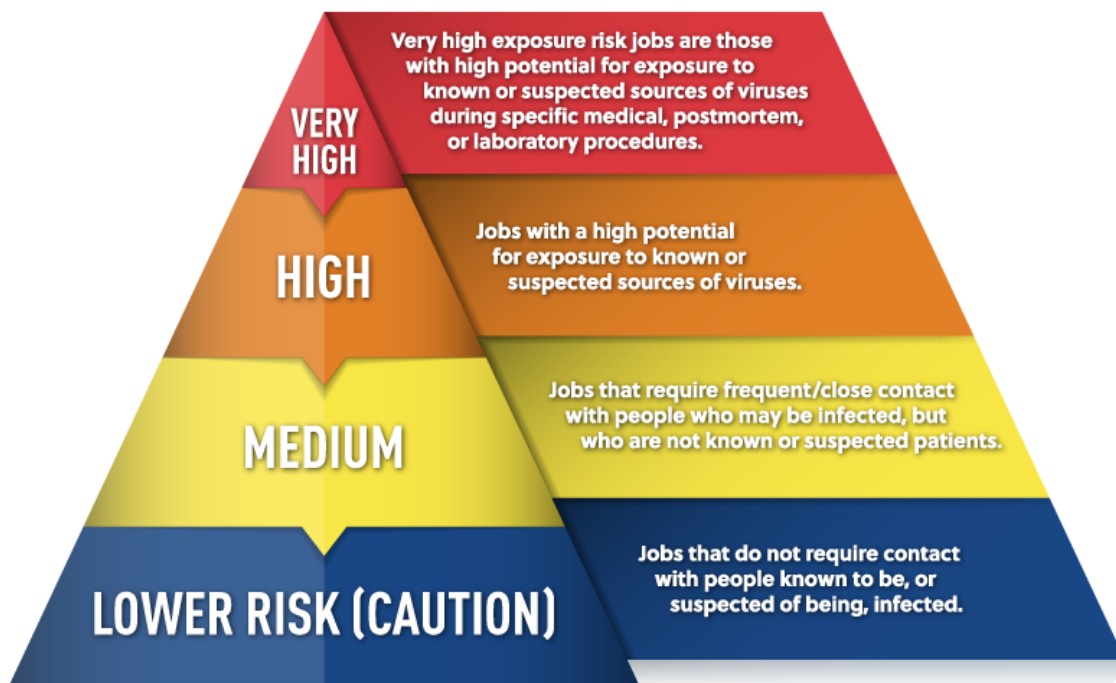 VERY
HIGH
Very high exposure risk jobs are those
with high potential for exposure to
known or suspected sources of viruses
during specific medical, postmortem,
or laboratory procedures.
HIGH
Jobs with a high potential
for exposure to known or
suspected sources of viruses.
MEDIUM
Jobs that require frequent/close contact
with people who may be infected, but
who are not known or suspected patients.
LOWER RISK (CAUTION)
Jobs that do not require contact
with people known to be, or
suspected of being, infected.